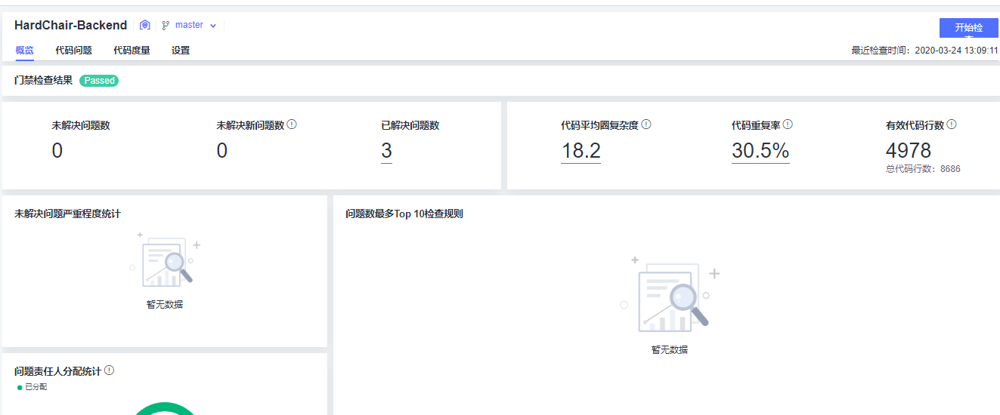 HardChair-Backend master
开始检查
概览 代码问题 代码度量 设置
最近检查时间：2020-03-24 13:09:11
门禁检查结果 Passed
未解决问题数 未解决新问题数 已解决问题数
0 0 3
代码平均圈复杂度 代码重复率 有效代码行数
18.2 30.5% 4978
总代码行数：8686
未解决问题严重程度统计
暂无数据
问题数最多Top 10检查规则
暂无数据
问题责任人分配统计
已分配